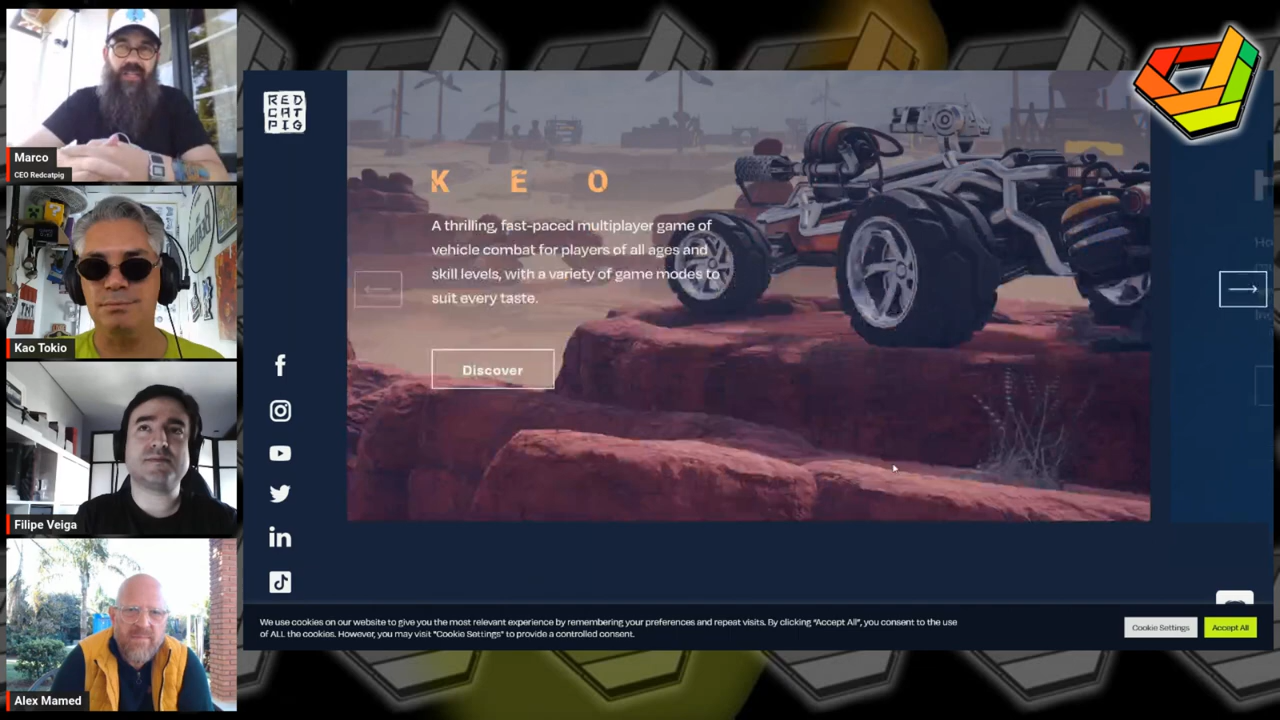 Marco
CEO Redcatpig
Kao Tokio
Filipe Veiga
Alex Mamed
RED
CAT
PIG
K E O
A thrilling, fast-paced multiplayer game of
vehicle combat for players of all ages and
skill levels, with a variety of game modes to
suit every taste.
Discover
We use cookies on our website to give you the most relevant experience by remembering your preferences and repeat visits. By clicking “Accept All”, you consent to the use
of ALL the cookies. However, you may visit "Cookie Settings" to provide a controlled consent.
Cookie Settings
Accept All